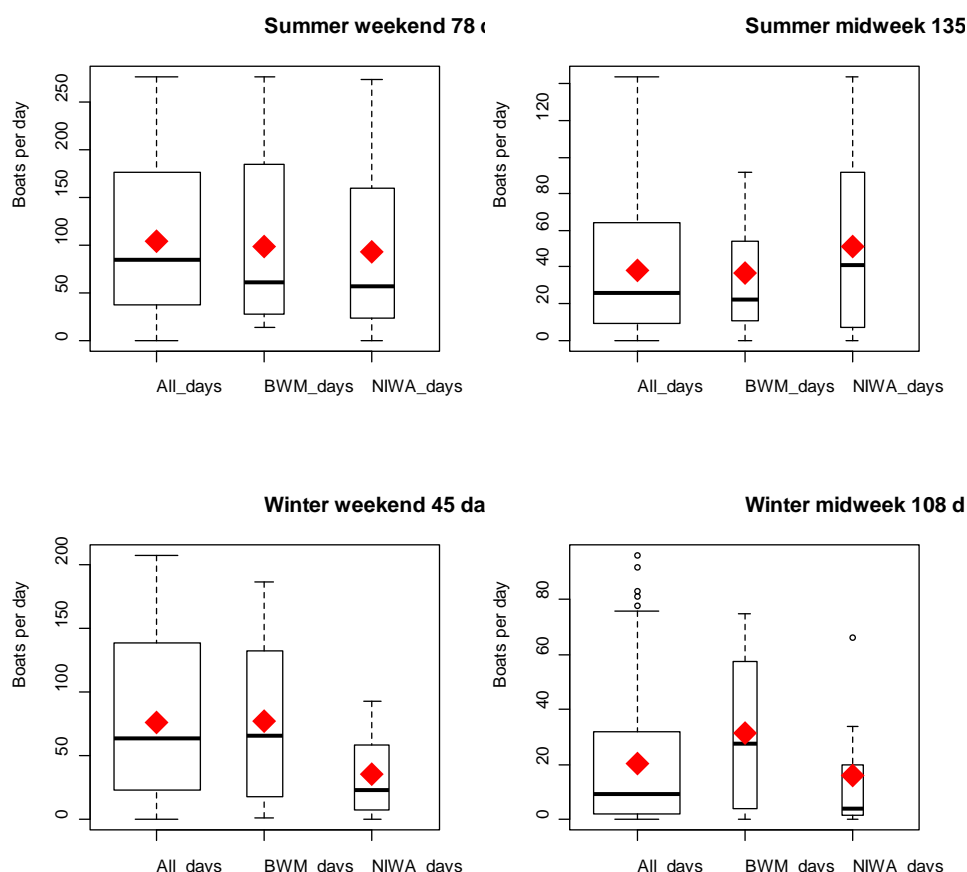 Summer weekend 78 d
Boats per day
250
200
150
100
50
0
All_days BWM_days NIWA_days
Summer midweek 135
Boats per day
120
80
60
40
20
0
All_days BWM_days NIWA_days
Winter weekend 45 da
Boats per day
200
150
100
50
0
All_days BWM_days NIWA_days
Winter midweek 108 d
Boats per day
80
60
40
20
0
All_days BWM_days NIWA_days